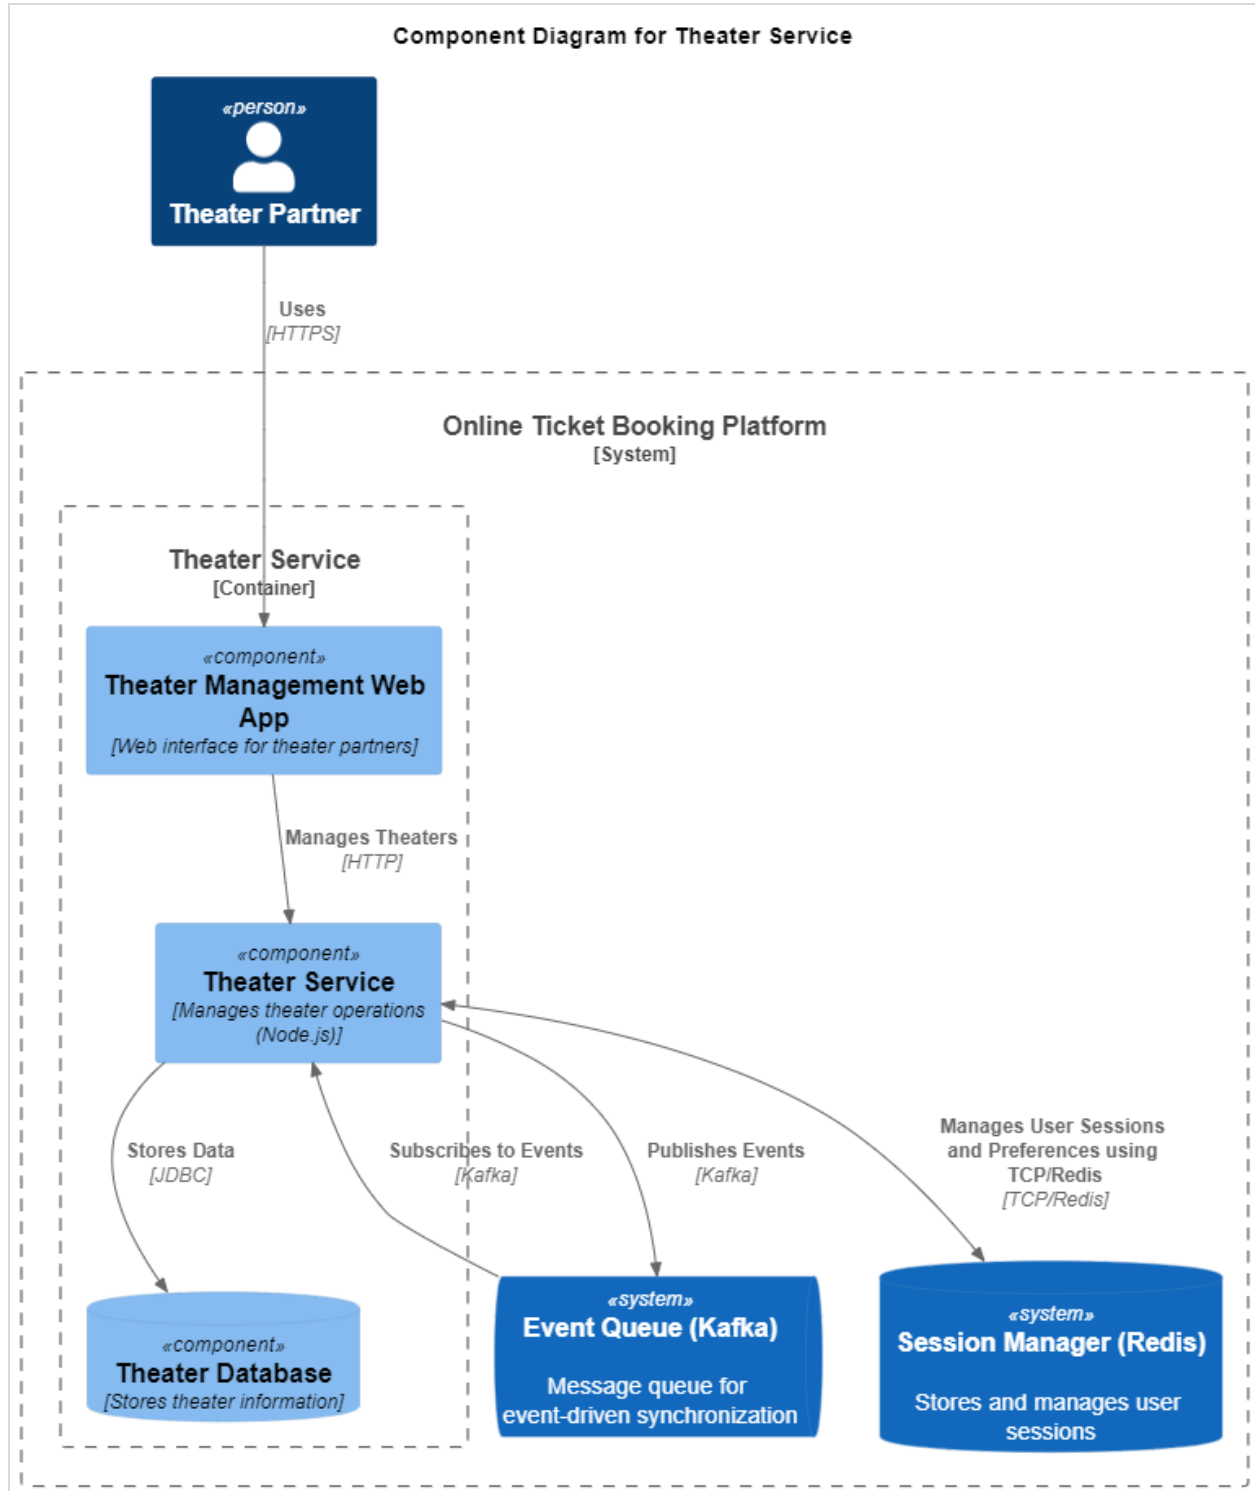 Component Diagram for Theater Service
«person»
Theater Partner
Uses
[HTTPS]
Online Ticket Booking Platform
[System]
Theater Service
[Container]
«component»
Theater Management Web
App
[Web interface for theater partners]
Manages Theaters
[HTTP]
«component»
Theater Service
[Manages theater operations
(Node.js)]
Stores Data
[JDBC]
Subscribes to Events
[Kafka]
Publishes Events
[Kafka]
Manages User Sessions
and Preferences using
TCP/Redis
[TCP/Redis]
«component»
Theater Database
[Stores theater information]
«system»
Event Queue (Kafka)
Message queue for
event-driven synchronization
«system»
Session Manager (Redis)
Stores and manages user
sessions